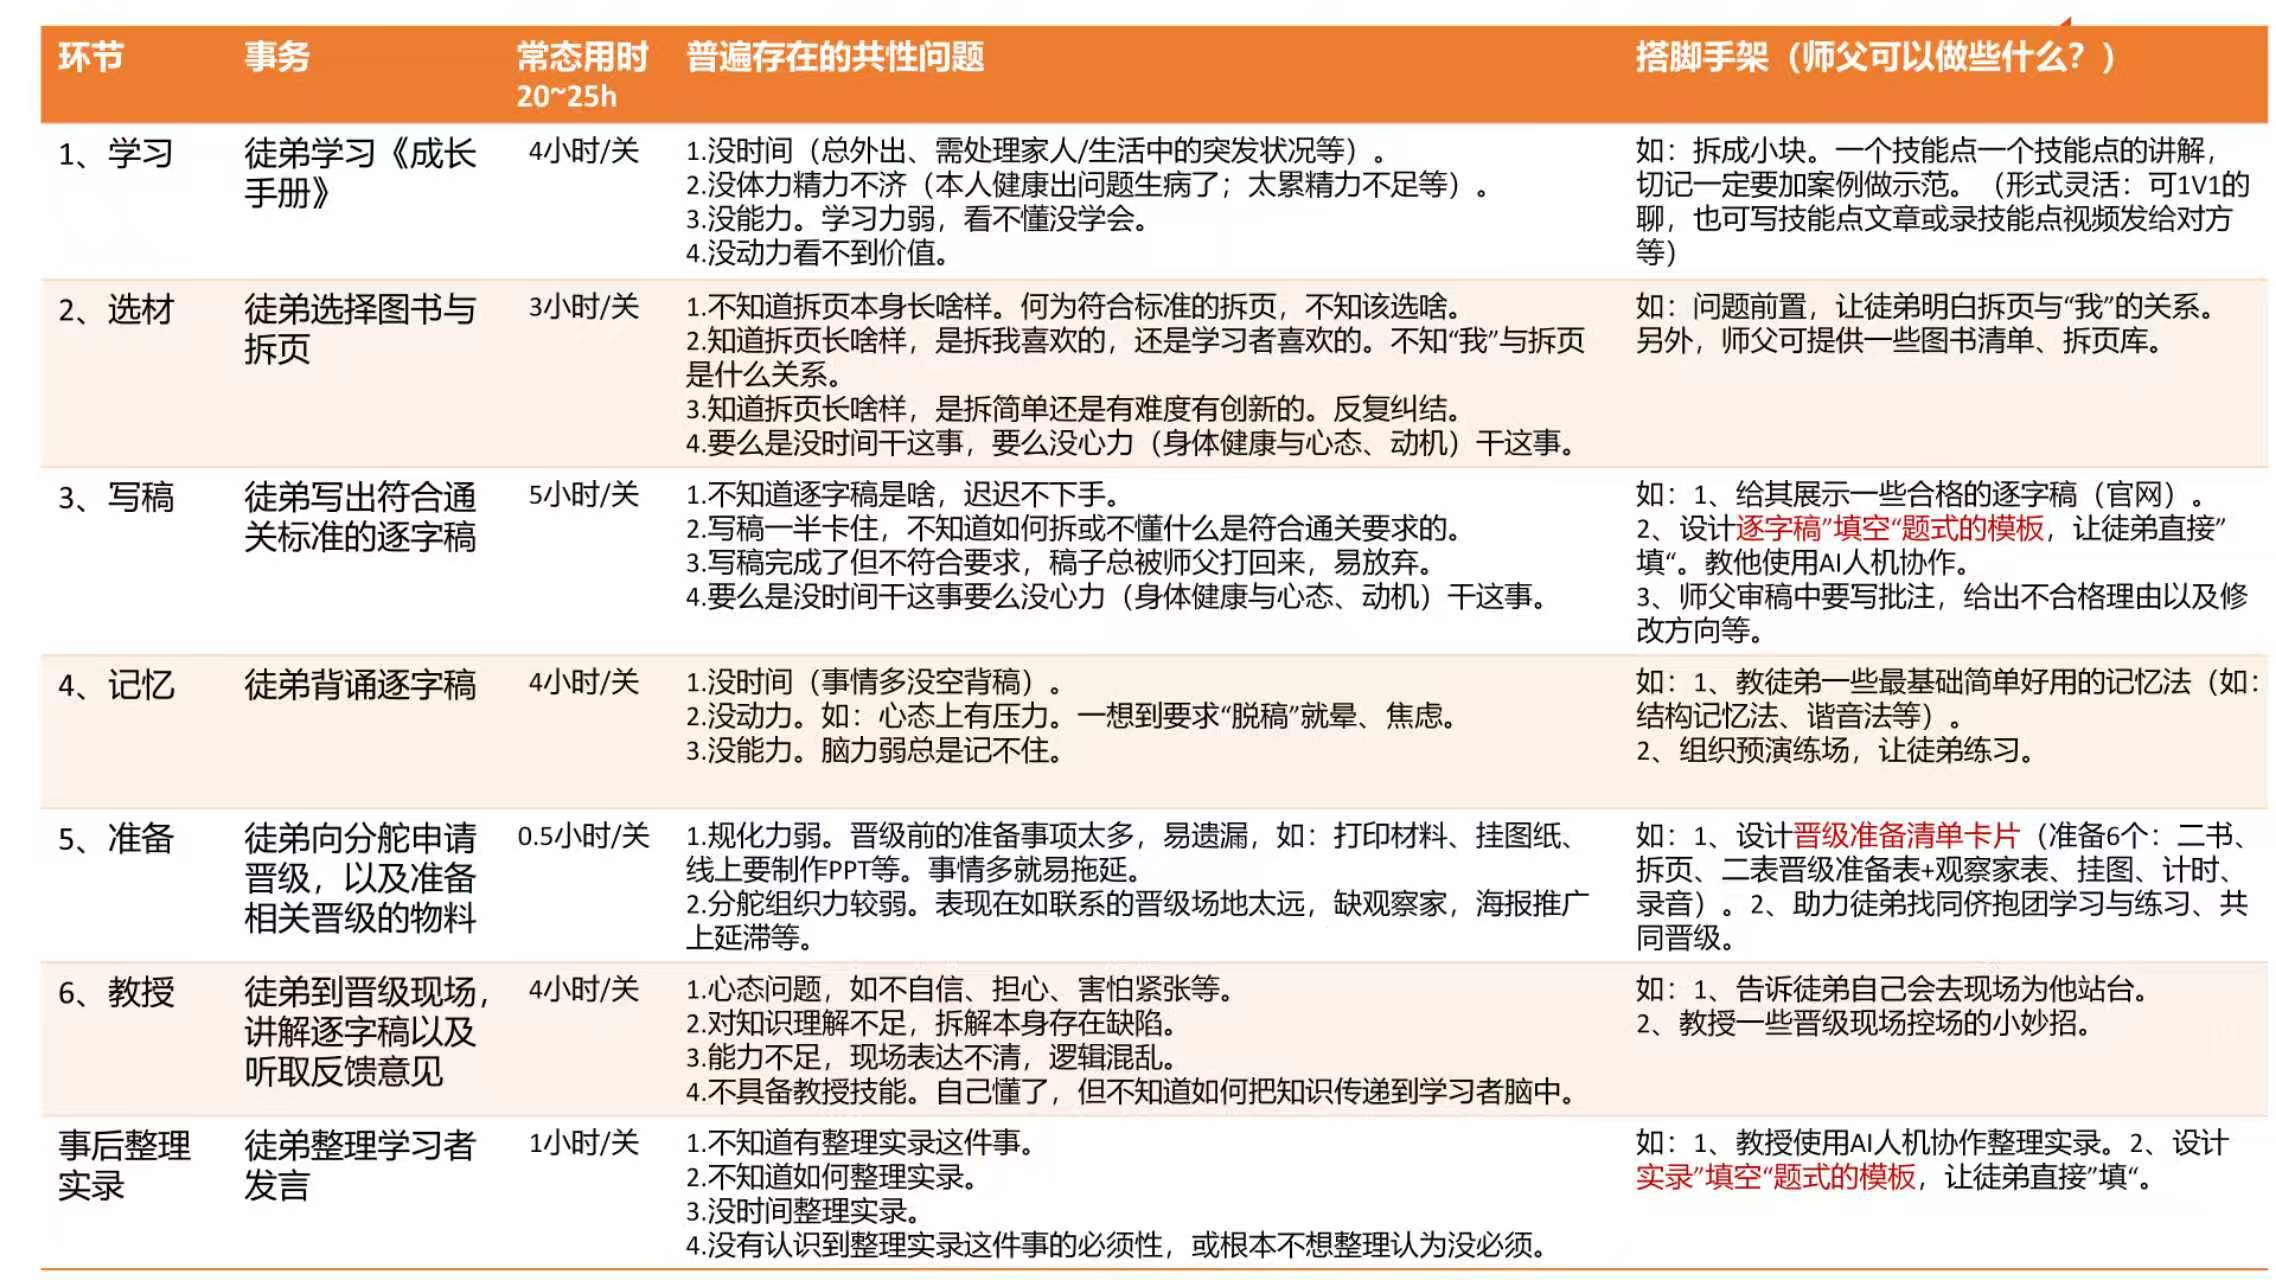 环节 事务 常态用时 普遍存在的共性问题 搭脚手架（师父可以做些什么？）
20~25h
1、学习
徒弟学习《成长
手册》
4小时/关
1.没时间（总外出、需处理家人/生活中的突发状况等）。
2.没体力精力不济（本人健康出问题生病了；太累精力不足等）。
3.没能力。学习力弱，看不懂没学会。
4.没动力看不到价值。
如：拆成小块。一个技能点一个技能点的讲解，
切记一定要加案例做示范。（形式灵活：可1V1的
聊，也可写技能点文章或录技能点视频发给对方
等）
2、选材
徒弟选择图书与
拆页
3小时/关
1.不知道拆页本身长啥样。何为符合标准的拆页，不知该选啥。
2.知道拆页长啥样，是拆我喜欢的，还是学习者喜欢的。不知“我”与拆页
是什么关系。
3.知道拆页长啥样，是拆简单还是有难度有创新的。反复纠结。
4.要么是没时间干这事，要么没心力（身体健康与心态、动机）干这事。
如：问题前置，让徒弟明白拆页与“我”的关系。
另外，师父可提供一些图书清单、拆页库。
3、写稿
徒弟写出符合通
关标准的逐字稿
5小时/关
1.不知道逐字稿是啥，迟迟不下手。
2.写稿一半卡住，不知道如何拆或不懂什么是符合通关要求的。
3.写稿完成了但不符合要求，稿子总被师父打回来，易放弃。
4.要么是没时间干这事要么没心力（身体健康与心态、动机）干这事。
如：1、给其展示一些合格的逐字稿（官网）。
2、设计逐字稿”填空“题式的模板，让徒弟直接”
填“。教他使用AI人机协作。
3、师父审稿中要写批注，给出不合格理由以及修
改方向等。
4、记忆
徒弟背诵逐字稿
4小时/关
1.没时间（事情多没空背稿）。
2.没动力。如：心态上有压力。一想到要求“脱稿”就晕、焦虑。
3.没能力。脑力弱总是记不住。
如：1、教徒弟一些最基础简单好用的记忆法（如：
结构记忆法、谐音法等）。
2、组织预演练场，让徒弟练习。
5、准备
徒弟向分舵申请
晋级，以及准备
相关晋级的物料
0.5小时/关
1.规化力弱。晋级前的准备事项太多，易遗漏，如：打印材料、挂图纸、
线上要制作PPT等。事情多就易拖延。
2.分舵组织力较弱。表现在如联系的晋级场地太远，缺观察家，海报推广
上延滞等。
如：1、设计晋级准备清单卡片（准备6个：二书、
拆页、二表晋级准备表+观察家表、挂图、计时、
录音）。2、助力徒弟找同侪抱团学习与练习、共
同晋级。
6、教授
徒弟到晋级现场，
讲解逐字稿以及
听取反馈意见
4小时/关
1.心态问题，如不自信、担心、害怕紧张等。
2.对知识理解不足，拆解本身存在缺陷。
3.能力不足，现场表达不清，逻辑混乱。
4.不具备教授技能。自己懂了，但不知道如何把知识传递到学习者脑中。
如：1、告诉徒弟自己会去现场为他站台。
2、教授一些晋级现场控场的小妙招。
事后整理
实录
徒弟整理学习者
发言
1小时/关
1.不知道有整理实录这件事。
2.不知道如何整理实录。
3.没时间整理实录。
4.没有认识到整理实录这件事的必须性，或根本不想整理认为没必须。
如：1、教授使用AI人机协作整理实录。2、设计
实录”填空“题式的模板，让徒弟直接”填“。